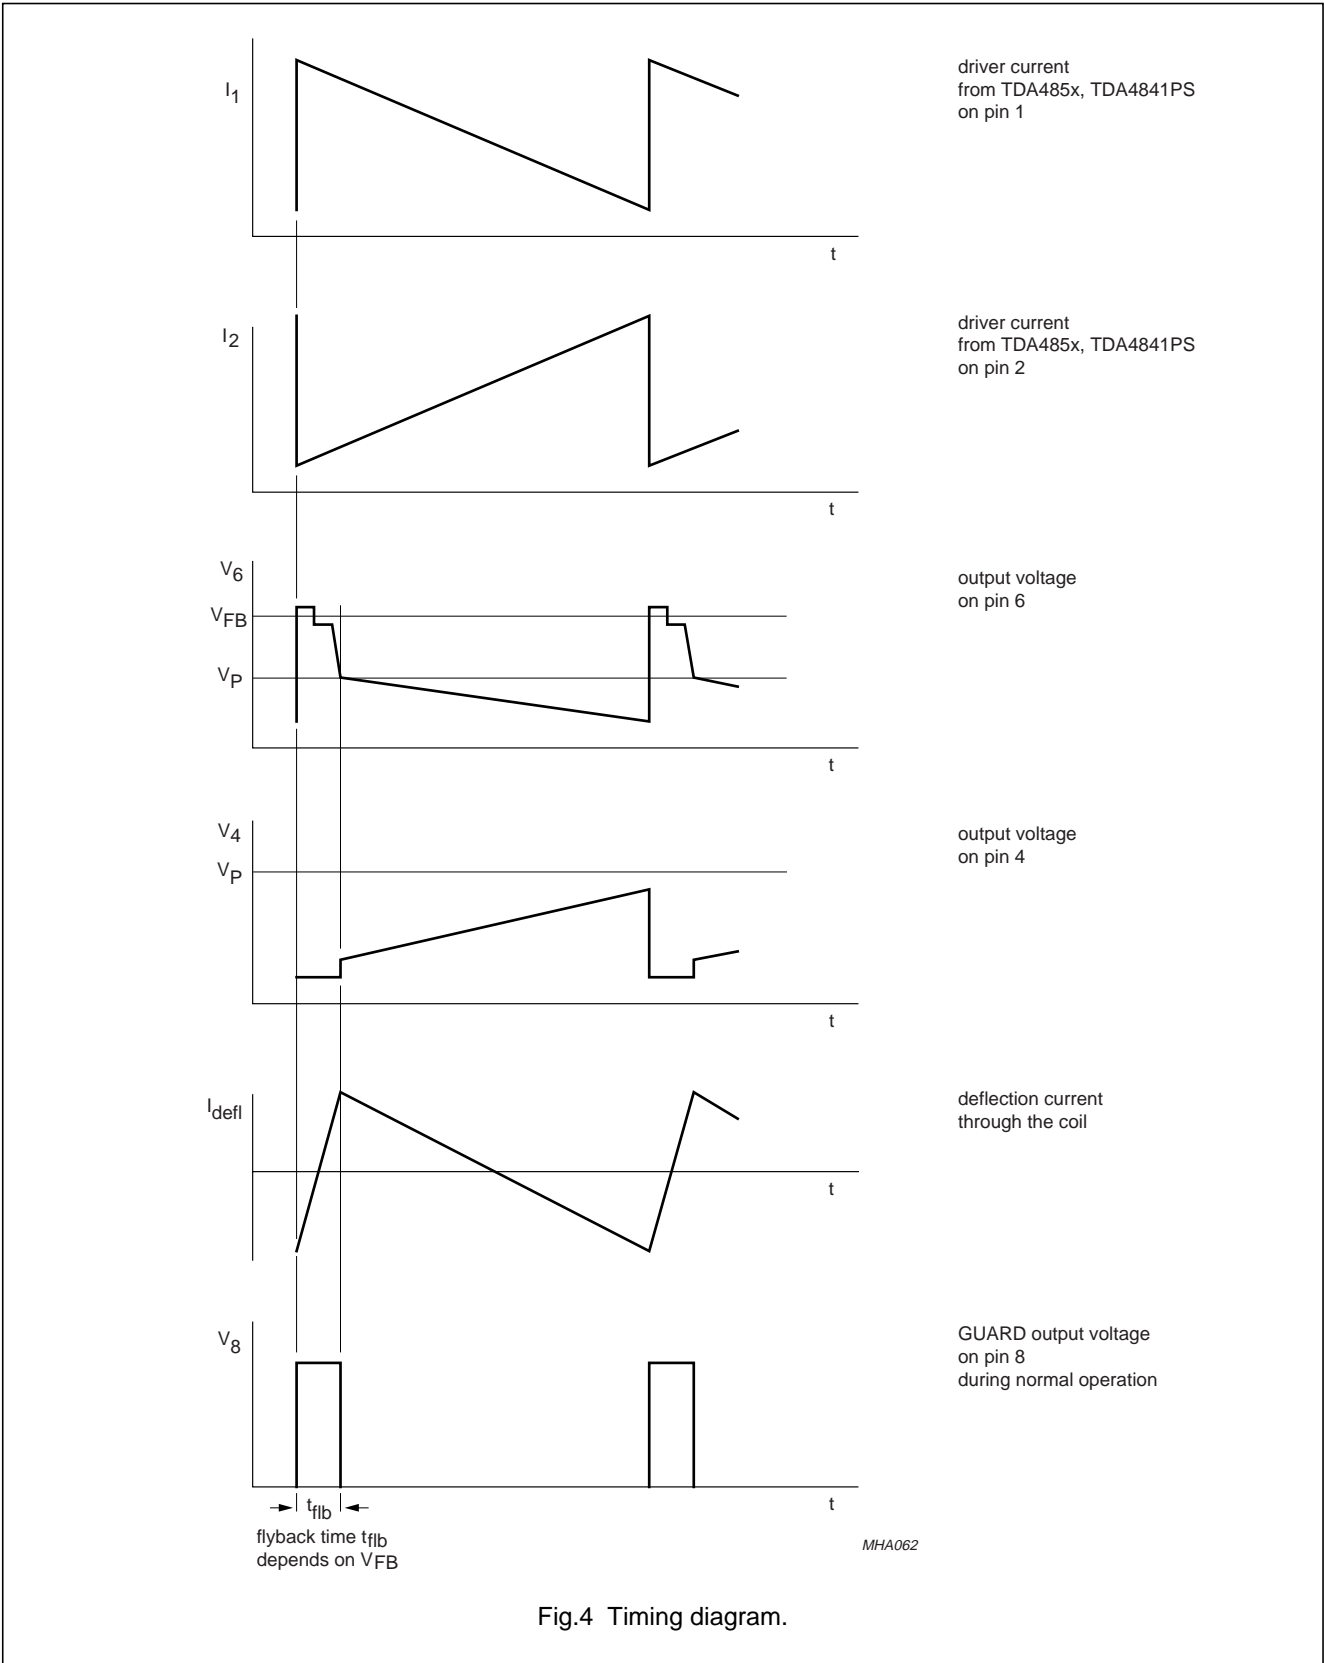 I1
driver current
from TDA485x, TDA4841PS
on pin 1
t
I2
driver current
from TDA485x, TDA4841PS
on pin 2
t
V6
VFB
VP
output voltage
on pin 6
t
V4
VP
output voltage
on pin 4
t
Idefl
deflection current
through the coil
t
V8
GUARD output voltage
on pin 8
during normal operation
t
tflb
flyback time tflb
depends on VFB
MHA062
Fig.4 Timing diagram.